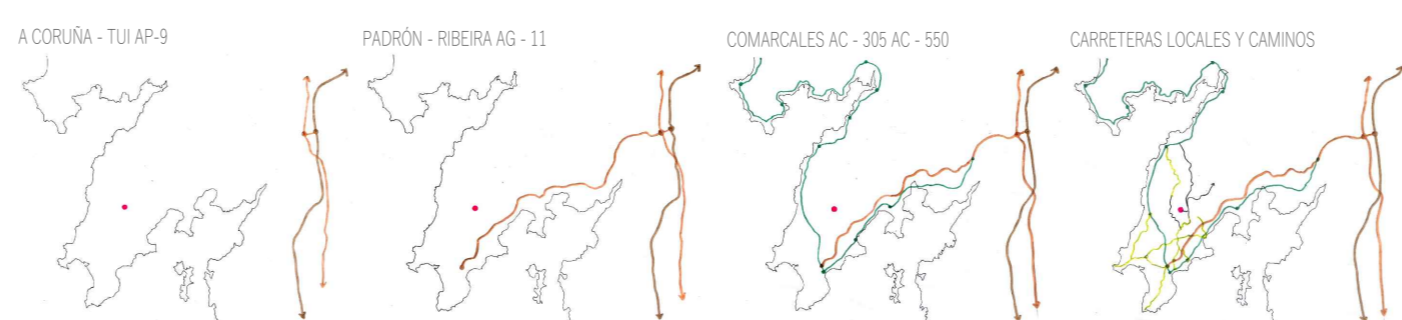 A CORUÑA - TUI AP-9
PADRÓN - RIBEIRA AG - 11
COMARCALES AC - 305 AC - 550
CARRETERAS LOCALES Y CAMINOS